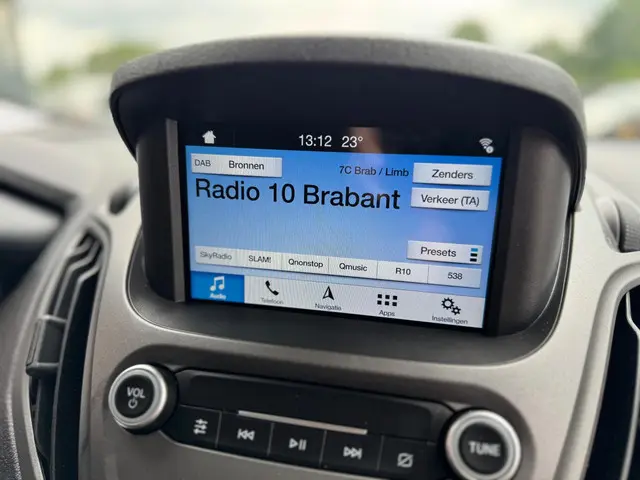 13:12 23°
DAB Bronnen
7C Brab / Limb
Zenders
Radio 10 Brabant
Verkeer (TA)
Presets
SkyRadio SLAM! Qnonstop Qmusic R10 538
Audio Telefoon Navigatie Apps Instellingen
VOL
TUNE